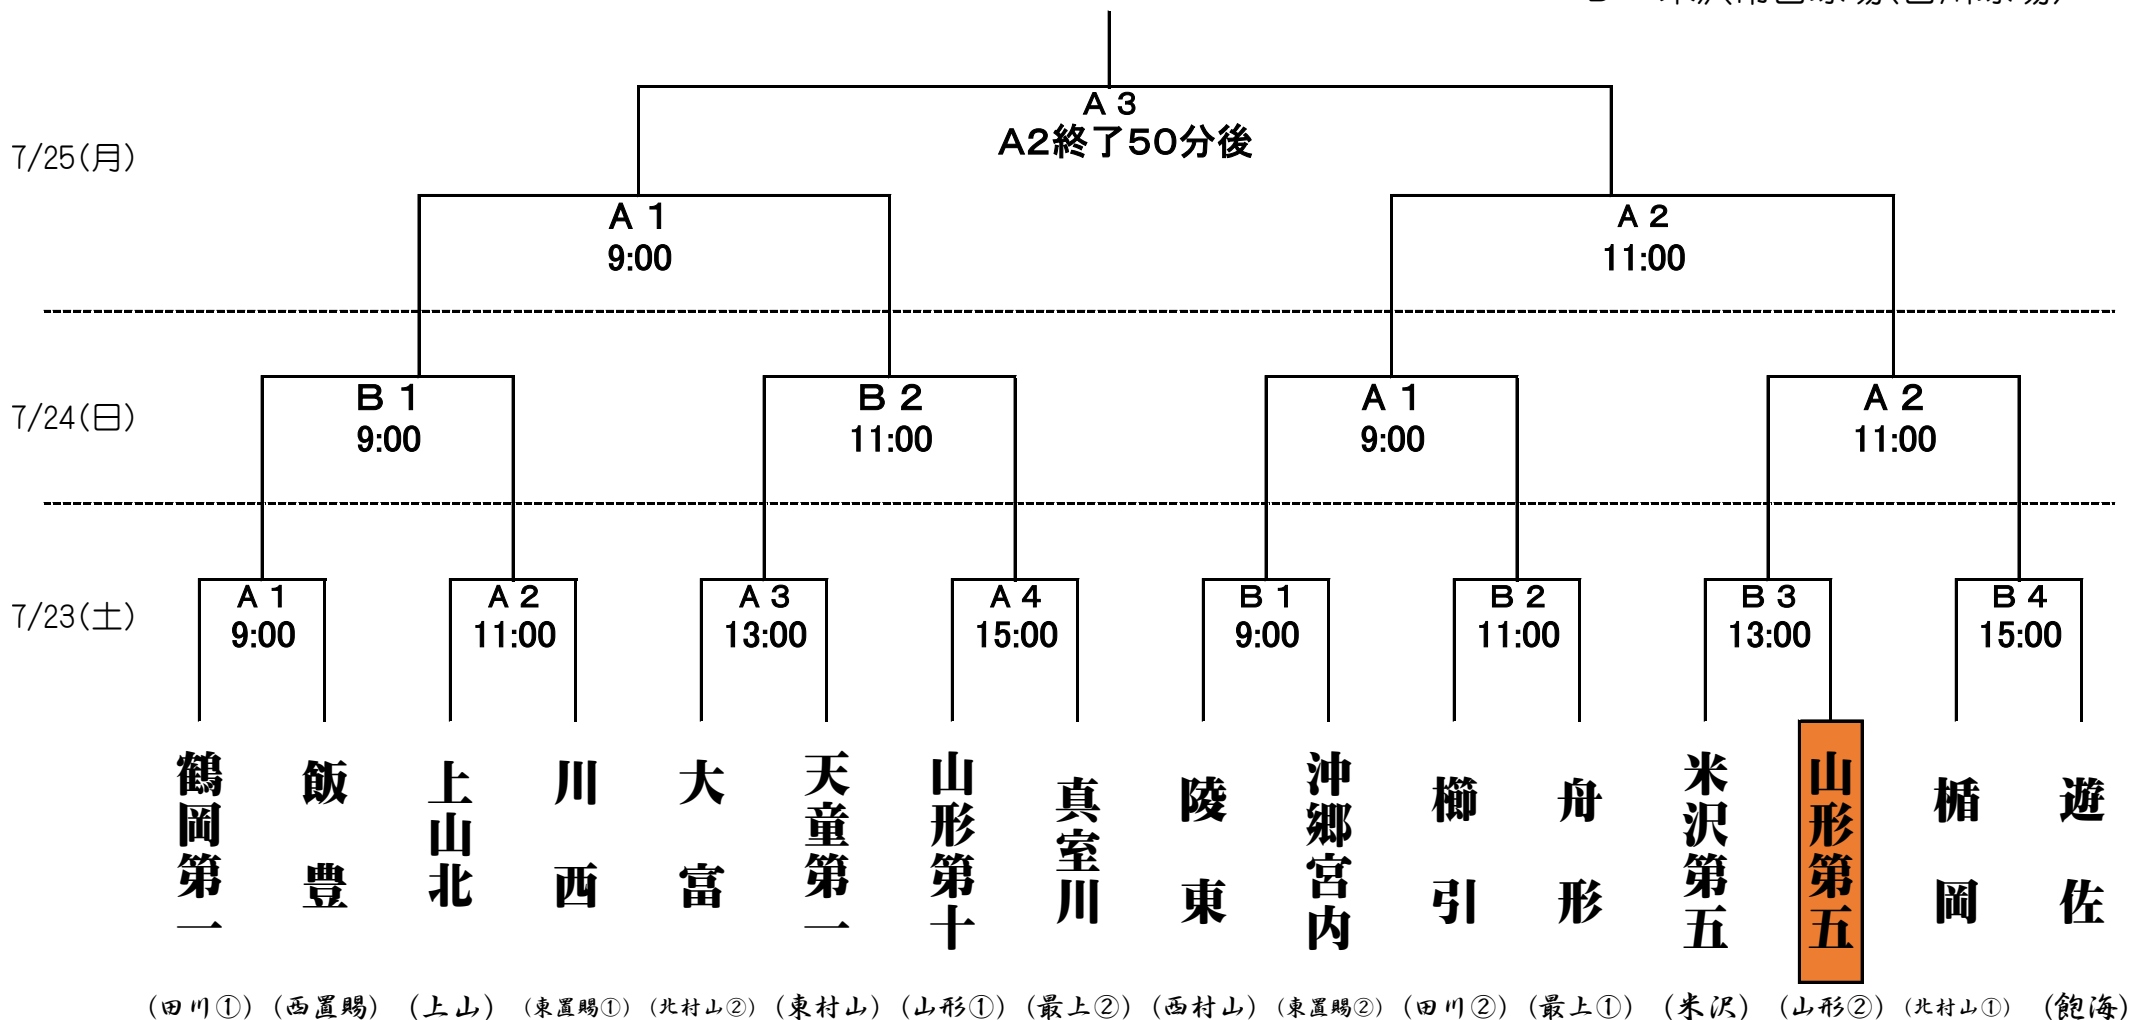 A 3
A2終了50分後
7/25(月)
A 1
9:00
A 2
11:00
7/24(日)
B 1
9:00
B 2
11:00
A 1
9:00
A 2
11:00
7/23(土)
A 1
9:00
A 2
11:00
A 3
13:00
A 4
15:00
B 1
9:00
B 2
11:00
B 3
13:00
B 4
15:00
鶴岡第一
飯豊
上山北
川西
大富
天童第一
山形第十
真室川
陵東
沖郷宮内
櫛引
舟形
米沢第五
山形第五
楯岡
遊佐
(田川①) (西置賜) (上山) (東置賜①) (北村山②) (東村山) (山形①) (最上②) (西村山) (東置賜②) (田川②) (最上①) (米沢) (山形②) (北村山①) (飽海)